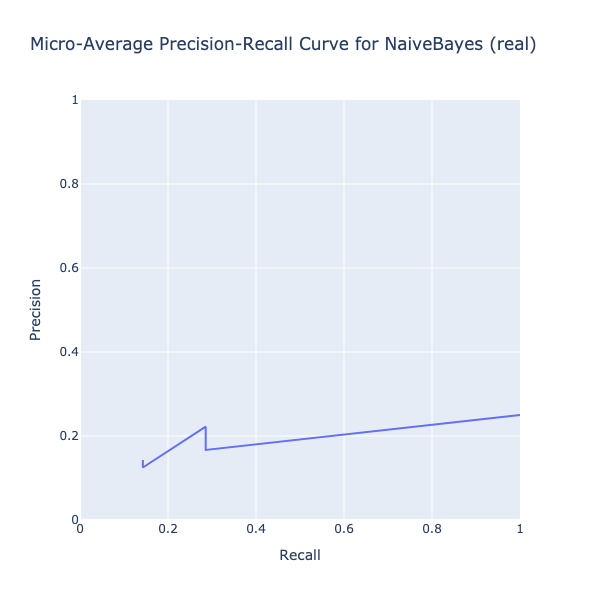 Micro-Average Precision-Recall Curve for NaiveBayes (real)
1
0.8
0.6
0.4
0.2
0
Precision
0 0.2 0.4 0.6 0.8 1
Recall